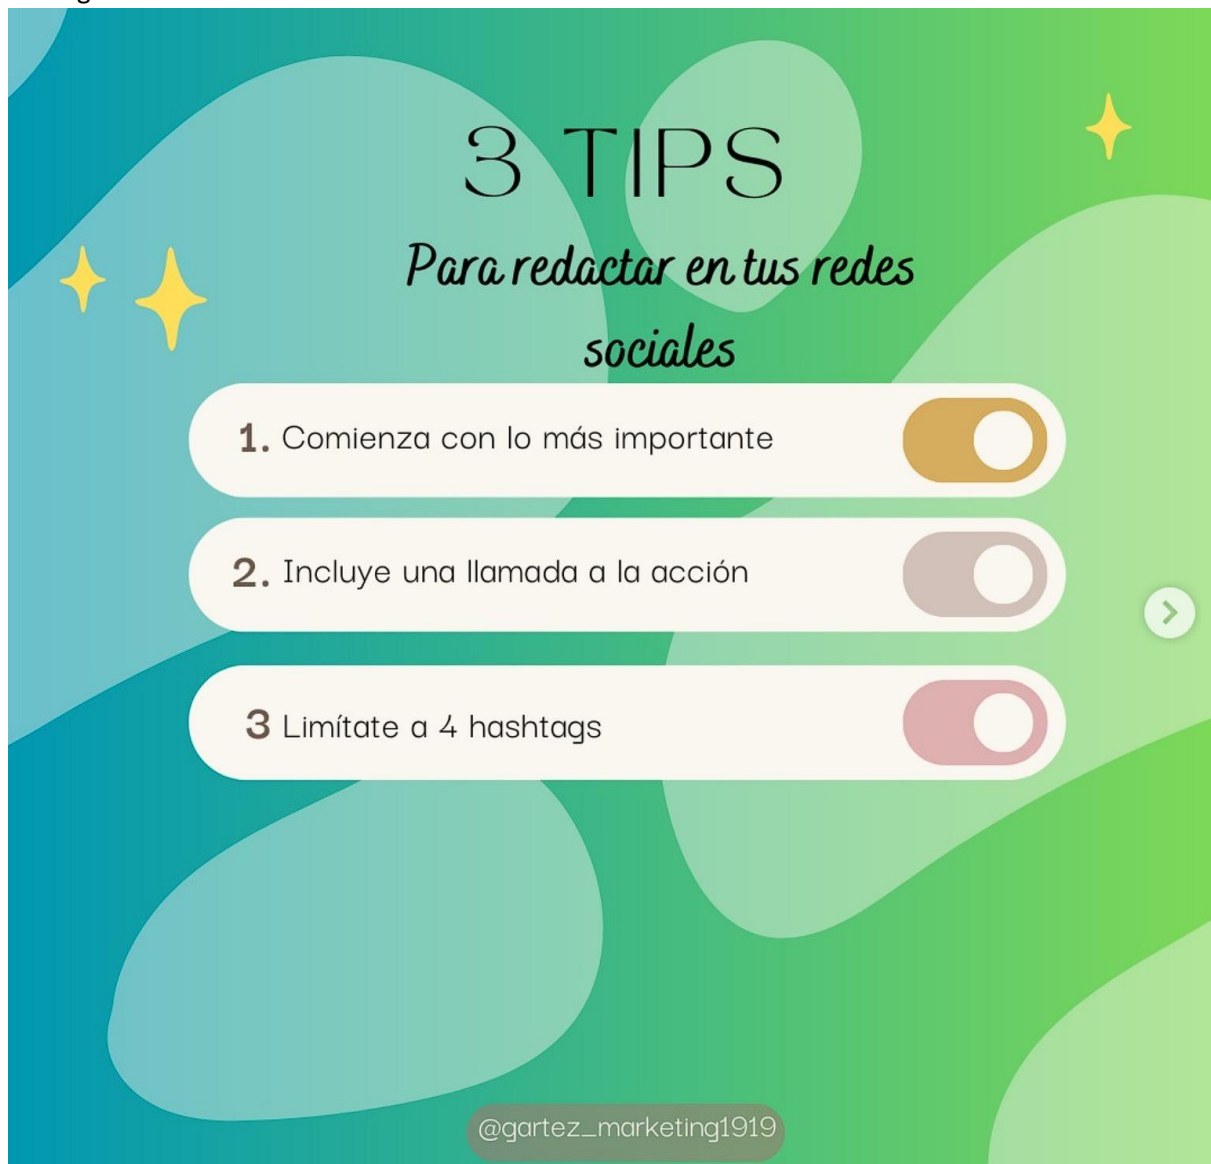 3 TIPS
Para redactar en tus redes
sociales
1. Comienza con lo más importante
2. Incluye una llamada a la acción
3 Limítate a 4 hashtags
@gartez_marketing1919